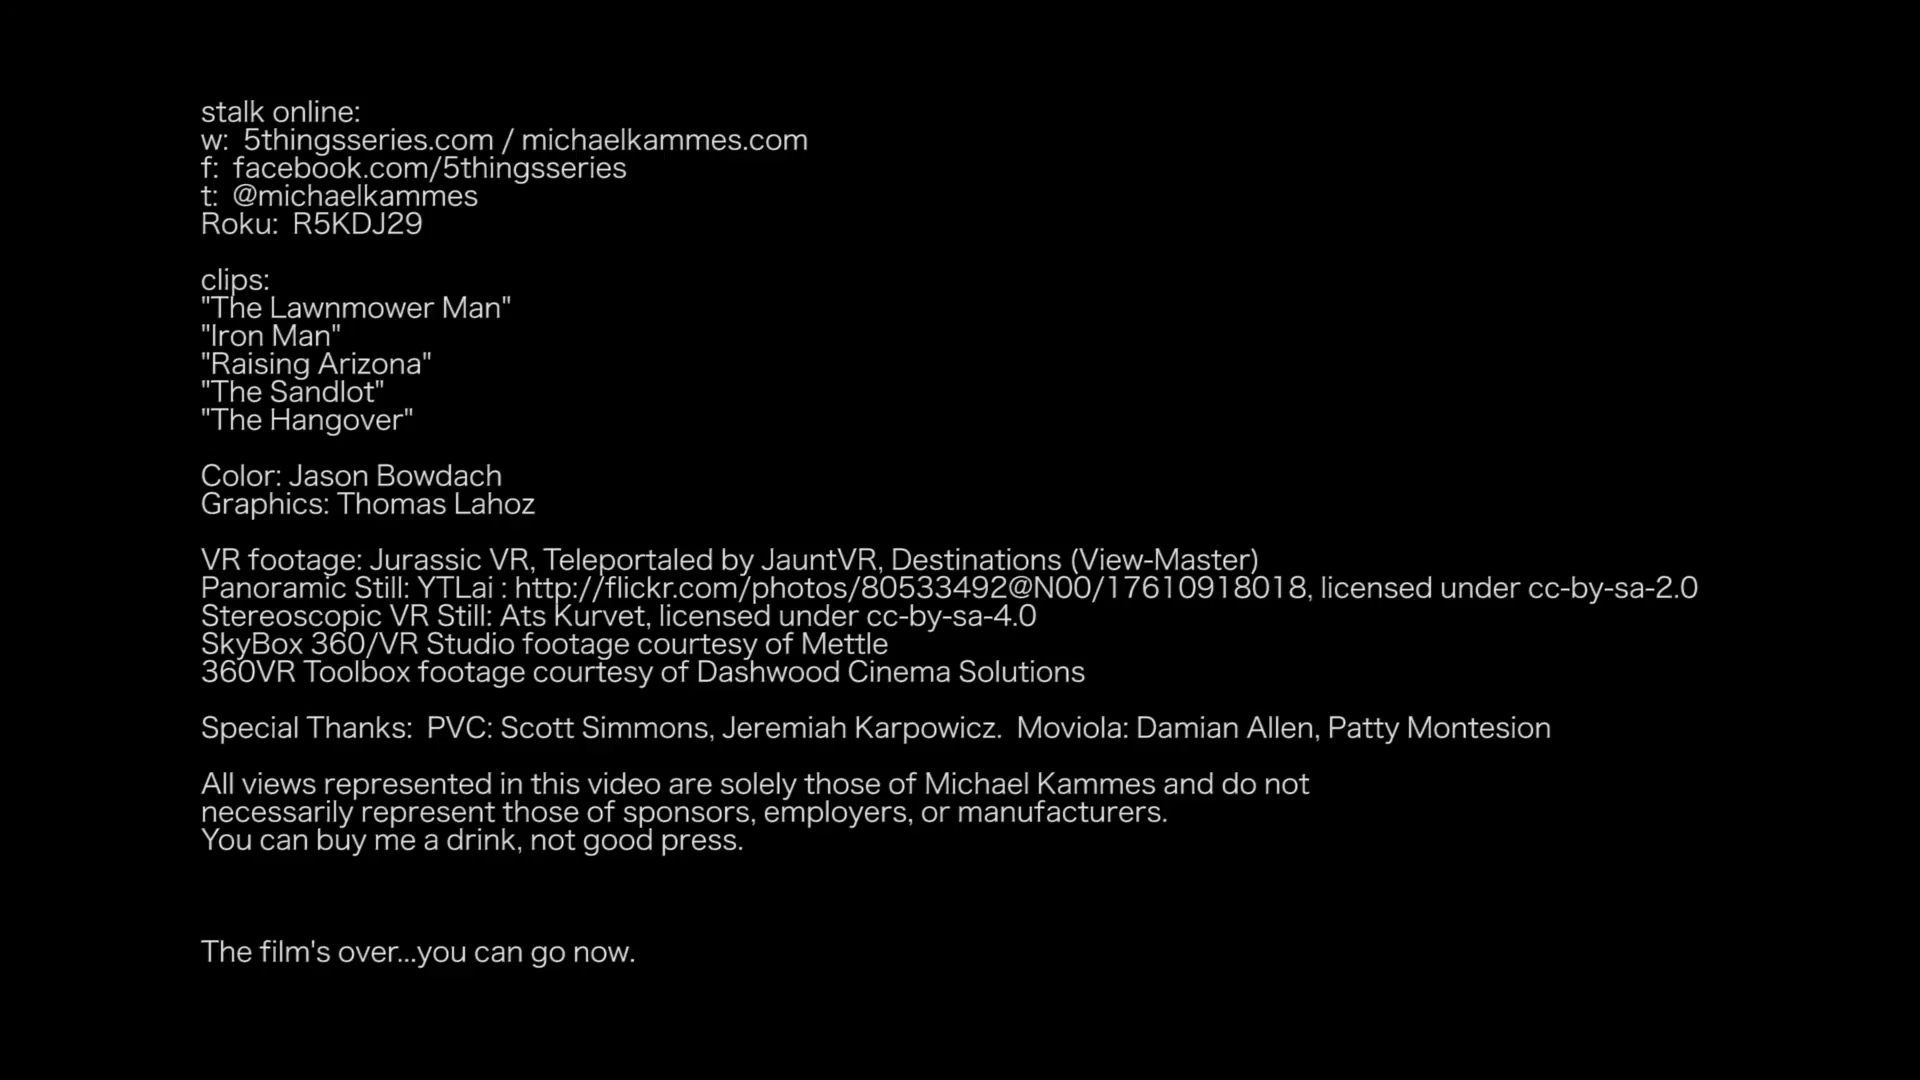 stalk online:
w:  5thingsseries.com / michaelkammes.com
f:  facebook.com/5thingsseries
t:  @michaelkammes
Roku:  R5KDJ29
clips:
"The Lawnmower Man"
"Iron Man"
"Raising Arizona"
"The Sandlot"
"The Hangover"
Color: Jason Bowdach
Graphics: Thomas Lahoz
VR footage: Jurassic VR, Teleportaled by JauntVR, Destinations (View-Master)
Panoramic Still: YTLai : http://flickr.com/photos/80533492@N00/17610918018, licensed under cc-by-sa-2.0
Stereoscopic VR Still: Ats Kurvet, licensed under cc-by-sa-4.0
SkyBox 360/VR Studio footage courtesy of Mettle
360VR Toolbox footage courtesy of Dashwood Cinema Solutions
Special Thanks:  PVC: Scott Simmons, Jeremiah Karpowicz.  Moviola: Damian Allen, Patty Montesion
All views represented in this video are solely those of Michael Kammes and do not
necessarily represent those of sponsors, employers, or manufacturers.
You can buy me a drink, not good press.
The film's over...you can go now.